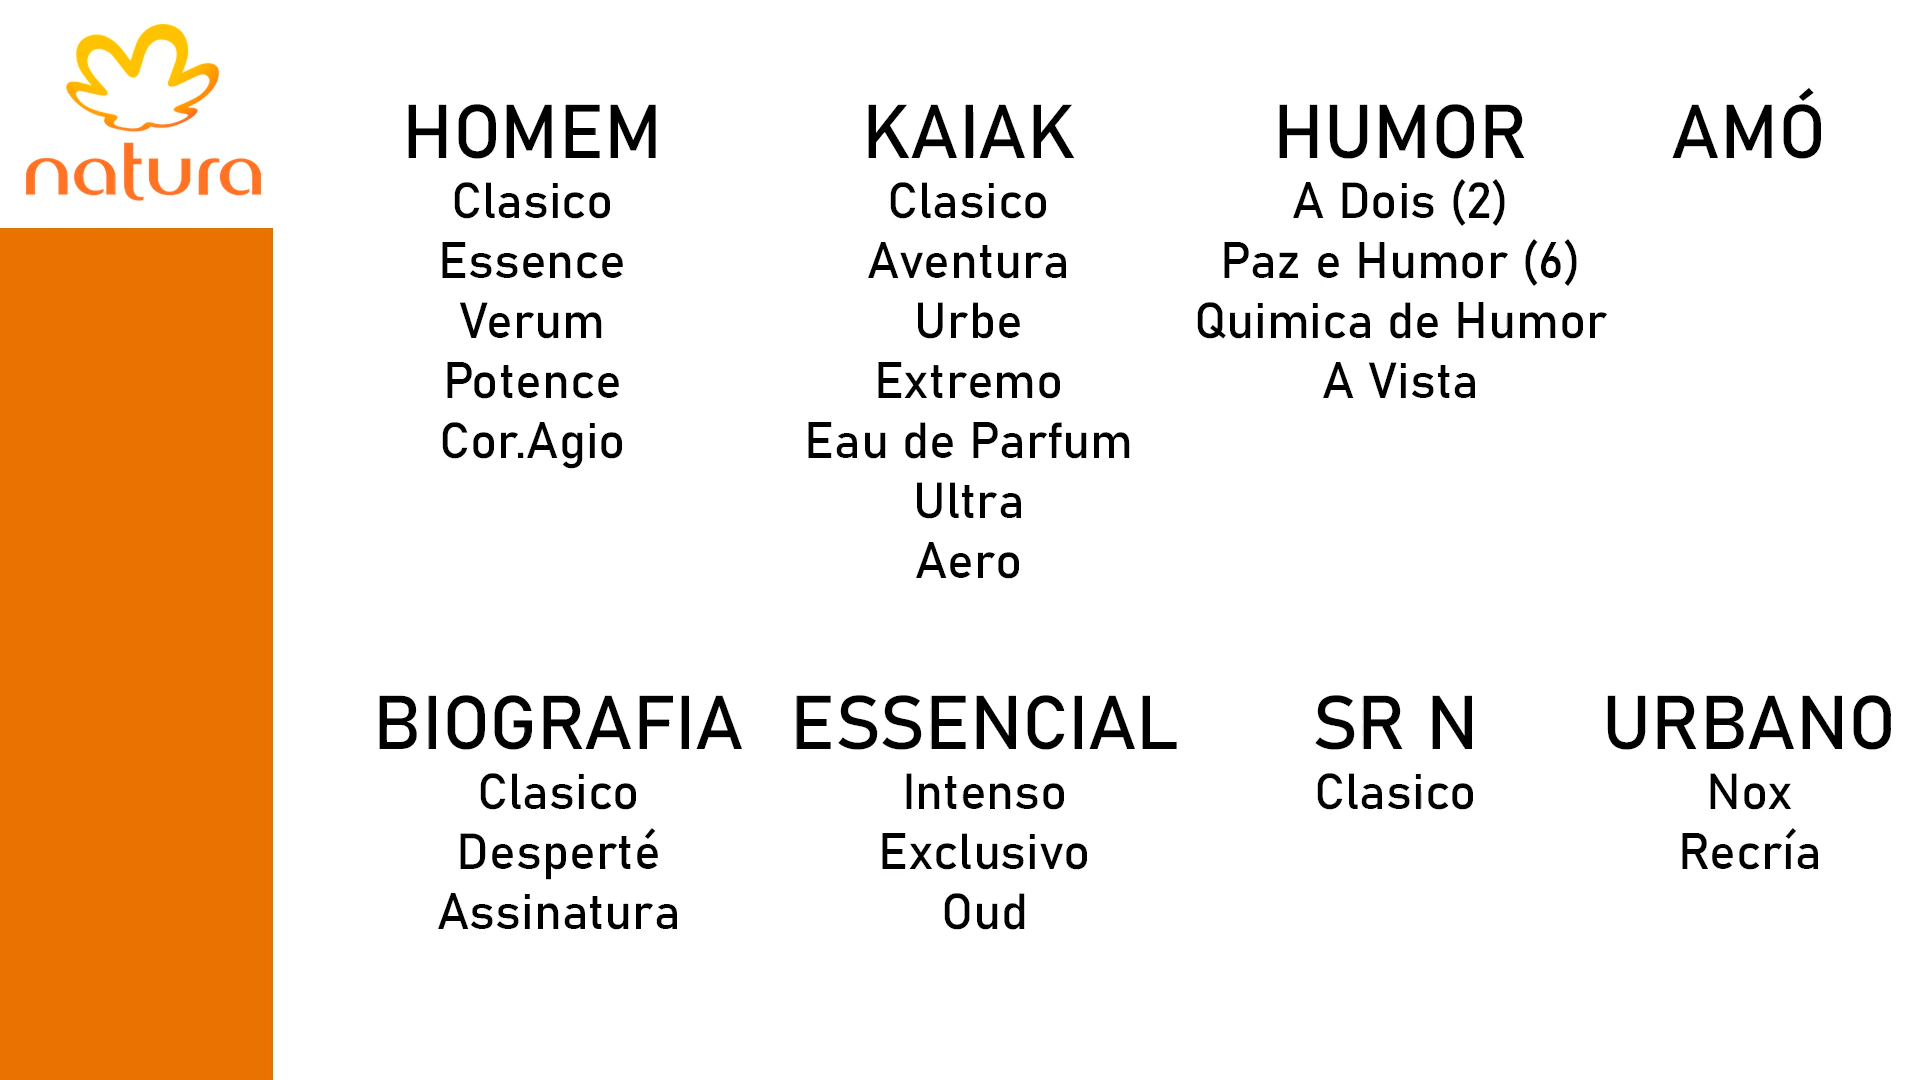 natura
HOMEM
Clasico
Essence
Verum
Potence
Cor.Agio
KAIAK
Clasico
Aventura
Urbe
Extremo
Eau de Parfum
Ultra
Aero
HUMOR
A Dois (2)
Paz e Humor (6)
Quimica de Humor
A Vista
AMÓ
BIOGRAFIA
Clasico
Desperté
Assinatura
ESSENCIAL
Intenso
Exclusivo
Oud
SR N
Clasico
URBANO
Nox
Recría